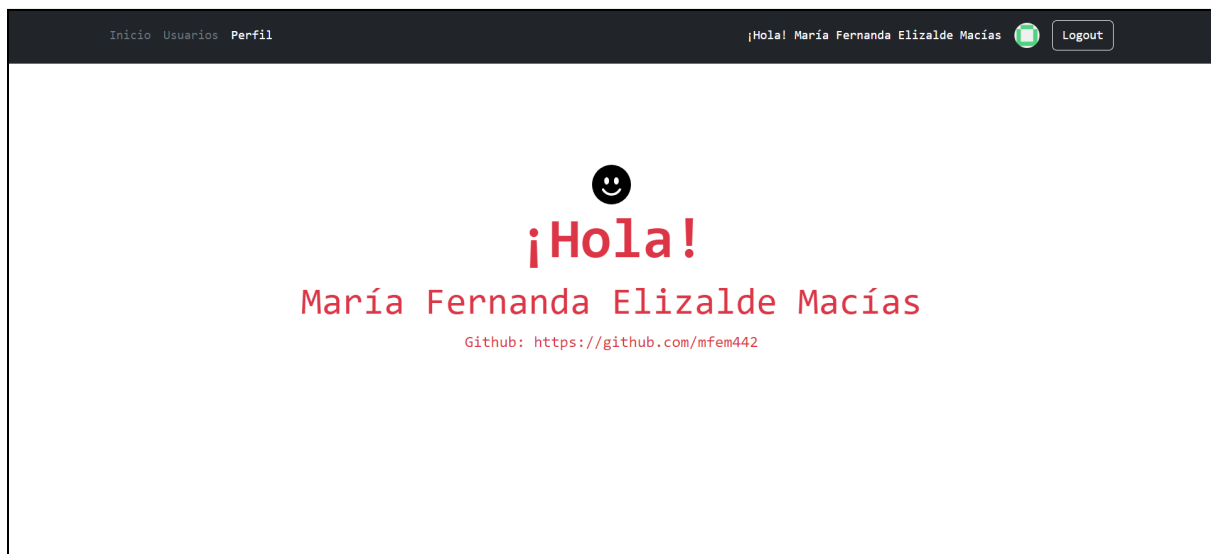 Inicio Usuarios Perfil ¡Hola! María Fernanda Elizalde Macías Logout
¡Hola!
María Fernanda Elizalde Macías
Github: https://github.com/mfem442